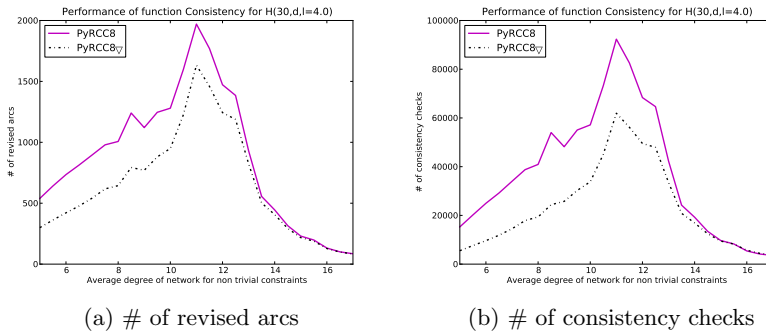 Performance of function Consistency for H(30,d,l=4.0)
PyRCC8
PyRCC8▽
2000
1500
1000
500
0
# of revised arcs
6 8 10 12 14 16
Average degree of network for non trivial constraints
(a) # of revised arcs
Performance of function Consistency for H(30,d,l=4.0)
PyRCC8
PyRCC8▽
100000
80000
60000
40000
20000
0
# of consistency checks
6 8 10 12 14 16
Average degree of network for non trivial constraints
(b) # of consistency checks